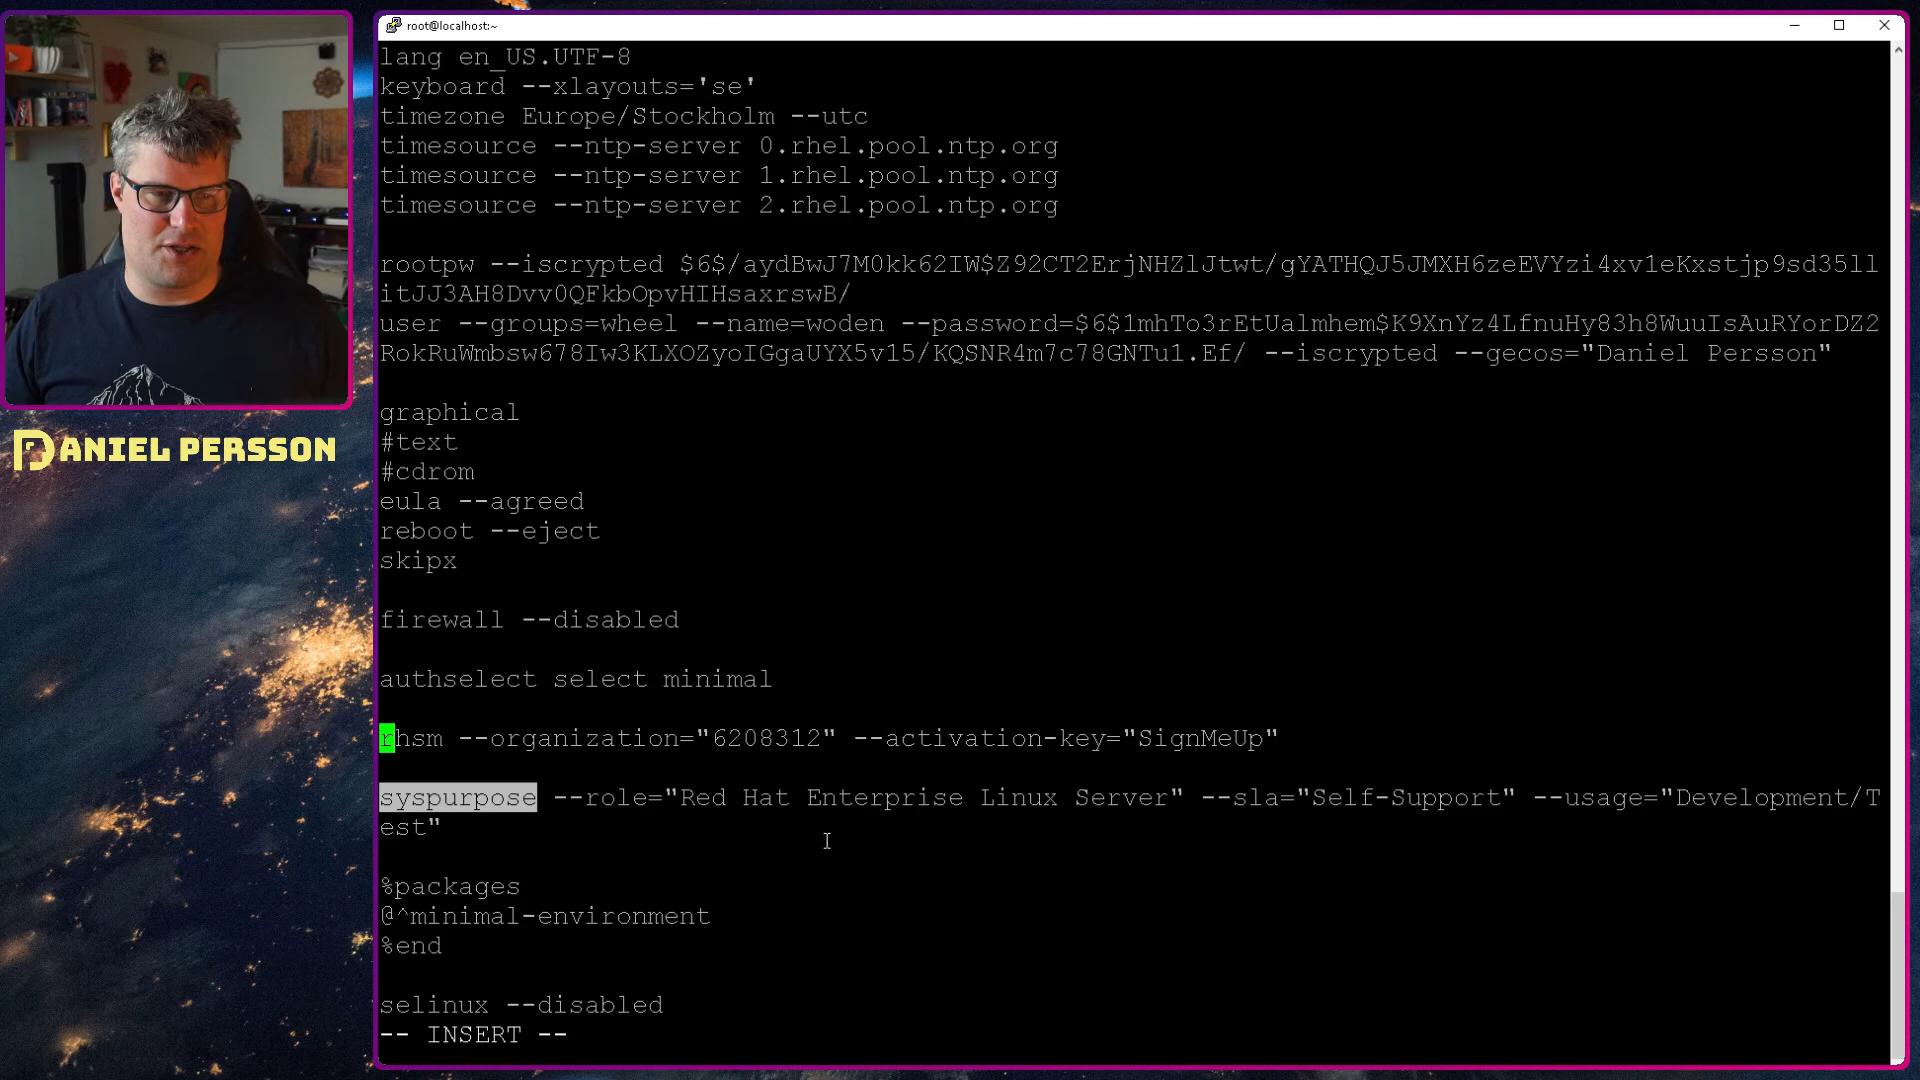 root@localhost:~
lang en_US.UTF-8
keyboard --xlayouts='se'
timezone Europe/Stockholm --utc
timesource --ntp-server 0.rhel.pool.ntp.org
timesource --ntp-server 1.rhel.pool.ntp.org
timesource --ntp-server 2.rhel.pool.ntp.org
rootpw --iscrypted $6$/aydBwJ7M0kk62IW$Z92CT2ErjNHZlJtwt/gYATHQJ5JMXH6zeEVYzi4xv1eKxstjp9sd35ll
itJJ3AH8Dvv0QFkbOpvHIHsaxrswB/
user --groups=wheel --name=woden --password=$6$1mhTo3rEtUalmhem$K9XnYz4LfnuHy83h8WuuIsAuRYorDZ2
RokRuWmbsw678Iw3KLXOZyoIGgaUYX5v15/KQSNR4m7c78GNTu1.Ef/ --iscrypted --gecos="Daniel Persson"
graphical
#text
#cdrom
eula --agreed
reboot --eject
skipx
firewall --disabled
authselect select minimal
rhsm --organization="6208312" --activation-key="SignMeUp"
syspurpose --role="Red Hat Enterprise Linux Server" --sla="Self-Support" --usage="Development/T
est"
%packages
@^minimal-environment
%end
selinux --disabled
-- INSERT --
DANIEL PERSSON